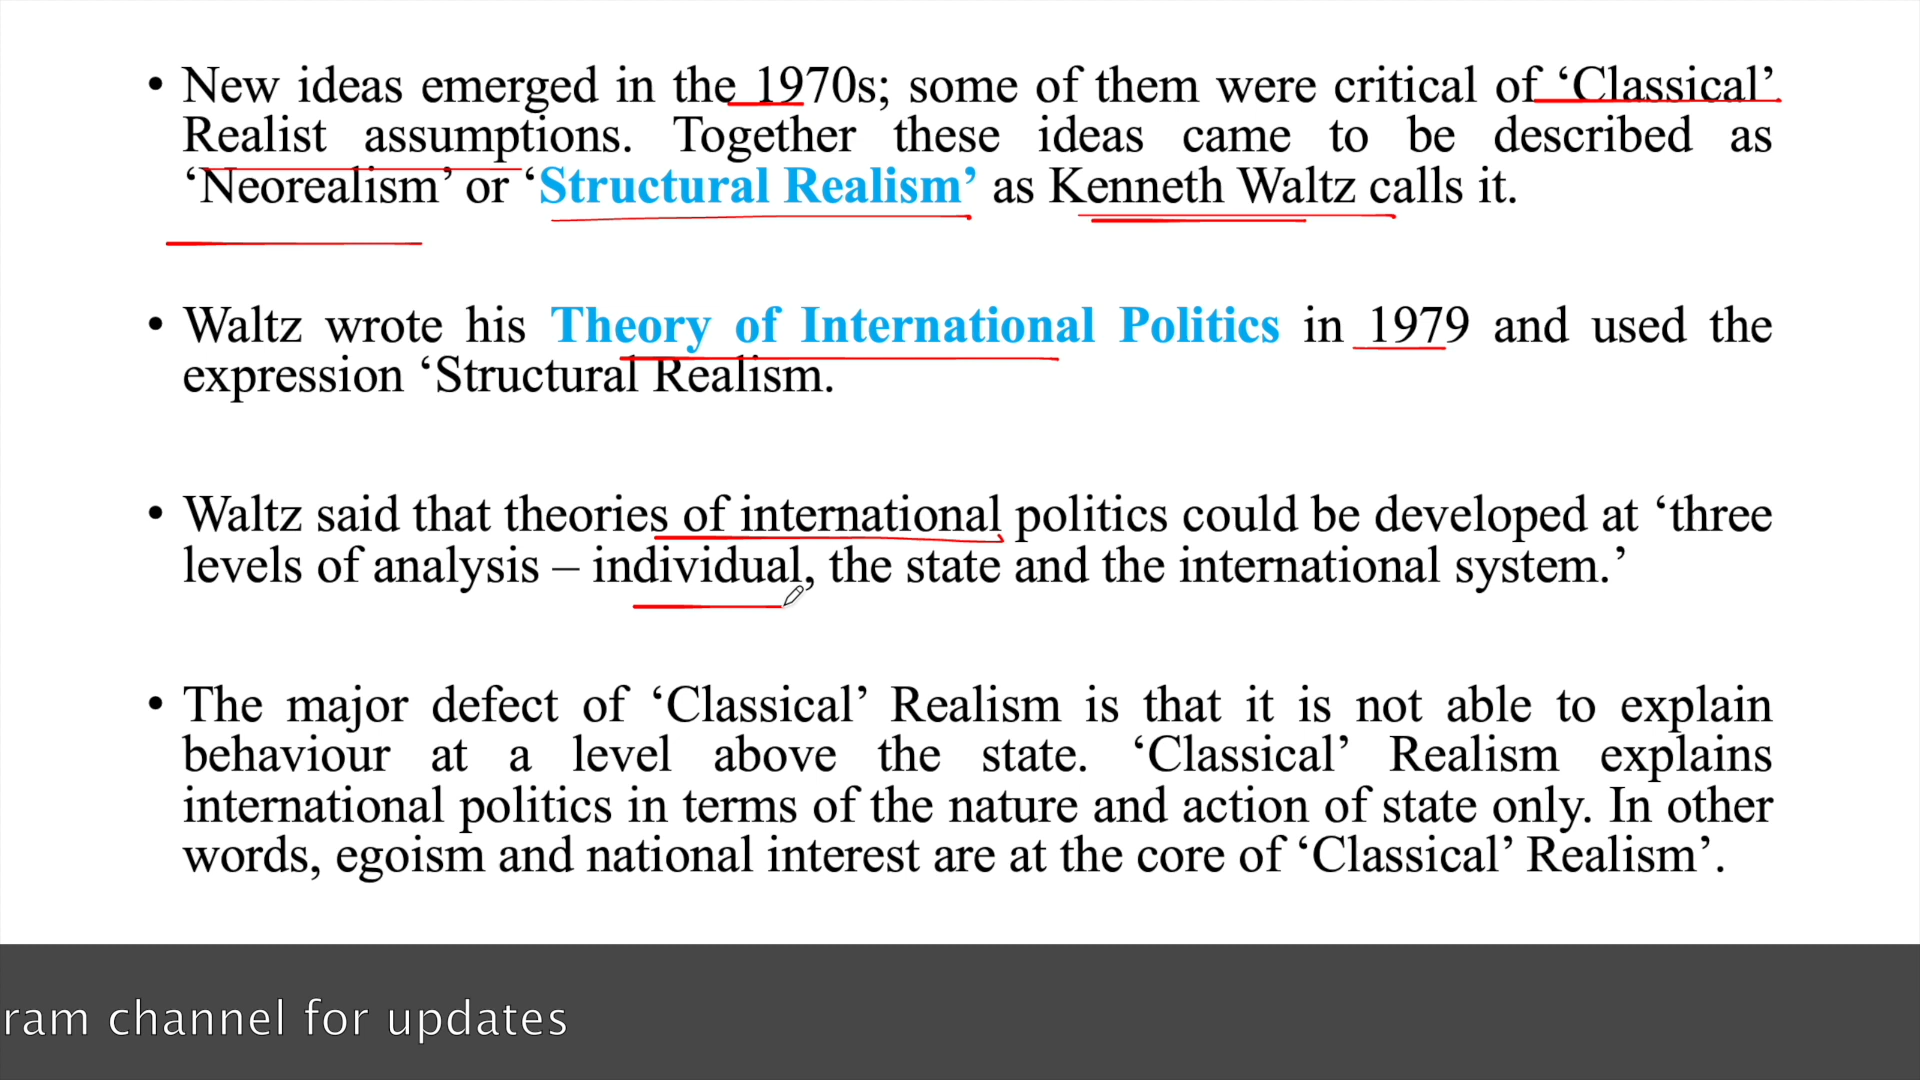 • New ideas emerged in the 1970s; some of them were critical of ‘Classical’
Realist assumptions. Together these ideas came to be described as
‘Neorealism’ or ‘Structural Realism’ as Kenneth Waltz calls it.
• Waltz wrote his Theory of International Politics in 1979 and used the
expression ‘Structural Realism.
• Waltz said that theories of international politics could be developed at ‘three
levels of analysis – individual, the state and the international system.’
• The major defect of ‘Classical’ Realism is that it is not able to explain
behaviour at a level above the state. ‘Classical’ Realism explains
international politics in terms of the nature and action of state only. In other
words, egoism and national interest are at the core of ‘Classical’ Realism’.
ram channel for updates